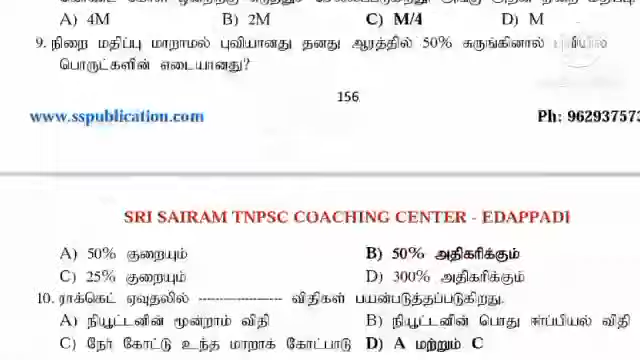 A) 4M B) 2M C) M/4 D) M
9. நிறை மதிப்பு மாறாமல் புவியானது தனது ஆரத்தில் 50% சுருங்கினால் புவியில்
பொருட்களின் எடையானது?
156
www.sspublication.com Ph: 962937573
SRI SAIRAM TNPSC COACHING CENTER - EDAPPADI
A) 50% குறையும் B) 50% அதிகரிக்கும்
C) 25% குறையும் D) 300% அதிகரிக்கும்
10. ராக்கெட் ஏவுதலில் -------------------- விதிகள் பயன்படுத்தப்படுகிறது.
A) நியூட்டனின் மூன்றாம் விதி B) நியூட்டனின் பொது ஈர்ப்பியல் விதி
C) நேர் கோட்டு உந்த மாறாக் கோட்பாடு D) A மற்றும் C